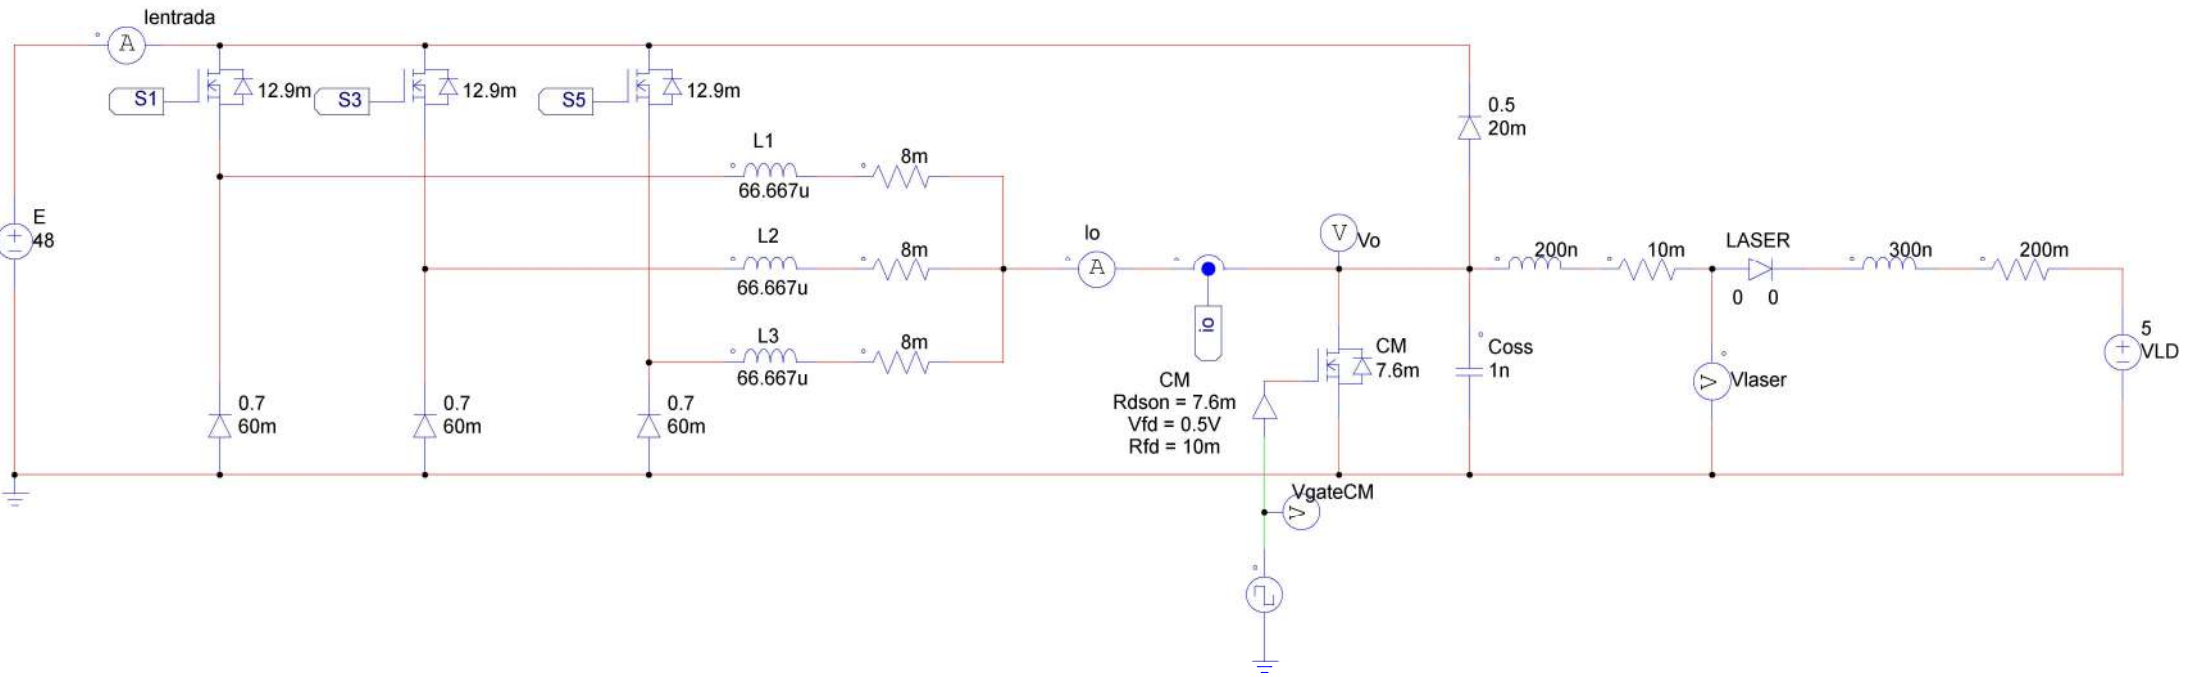 Ientrada
A
S1
12.9m
S3
12.9m
S5
12.9m
0.5
20m
L1
8m
66.667u
E
48
L2
8m
66.667u
Io
A
V
Vo
200n
10m
LASER
300n
200m
0 0
io
L3
8m
66.667u
CM
7.6m
Coss
1n
5
VLD
V
Vlaser
CM
Rdson = 7.6m
Vfd = 0.5V
Rfd = 10m
0.7
60m
0.7
60m
0.7
60m
VgateCM
V